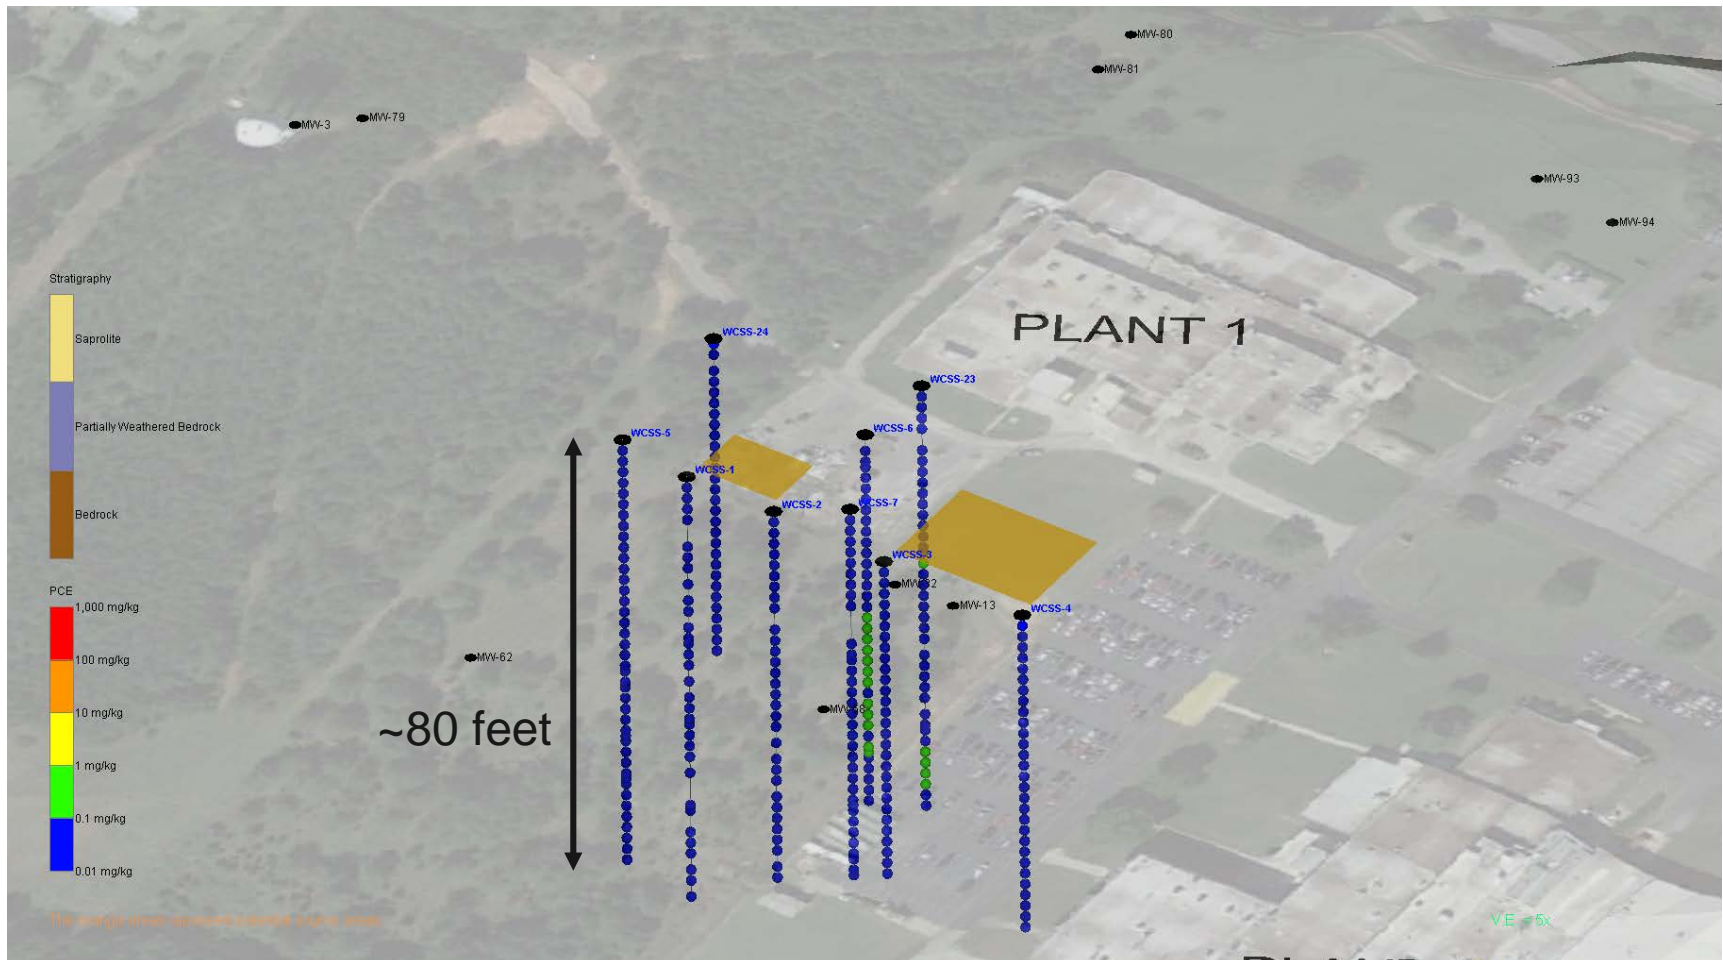 MW-80
MW-81
MW-3
MW-79
MW-93
MW-94
Stratigraphy
Saprolite
Partially Weathered Bedrock
Bedrock
PLANT 1
WCSS-24
WCSS-23
WCSS-5
WCSS-6
WCSS-1
WCSS-2
WCSS-7
WCSS-3
MW-13
WCSS-4
MW-62
~80 feet
PCE
1,000 mg/kg
100 mg/kg
10 mg/kg
1 mg/kg
0.1 mg/kg
0.01 mg/kg
V.E. = 5x